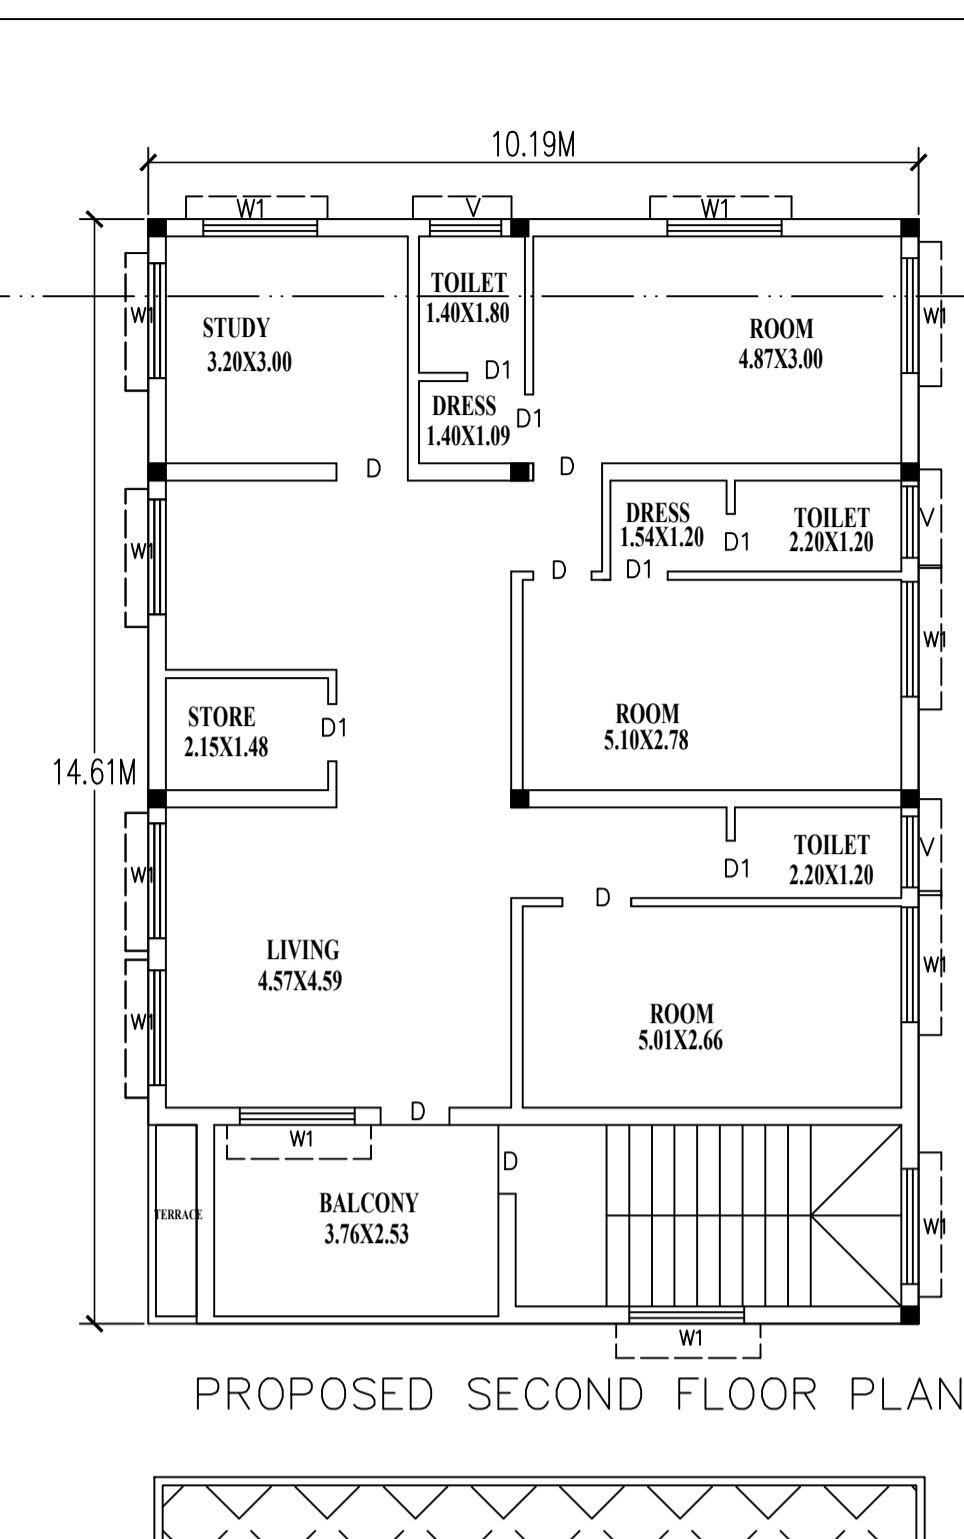 10.19M
W1
V
W1
TOILET
1.40X1.80
W1
STUDY
3.20X3.00
ROOM
4.87X3.00
W1
D1
DRESS
1.40X1.09
D1
D
D
DRESS
1.54X1.20
TOILET
2.20X1.20
V
W1
D1
D
D1
W1
STORE
2.15X1.48
D1
ROOM
5.10X2.78
14.61M
TOILET
2.20X1.20
V
W1
D1
D
LIVING
4.57X4.59
W1
W1
ROOM
5.01X2.66
D
W1
D
BALCONY
3.76X2.53
TERRACE
W1
W1
PROPOSED SECOND FLOOR PLAN